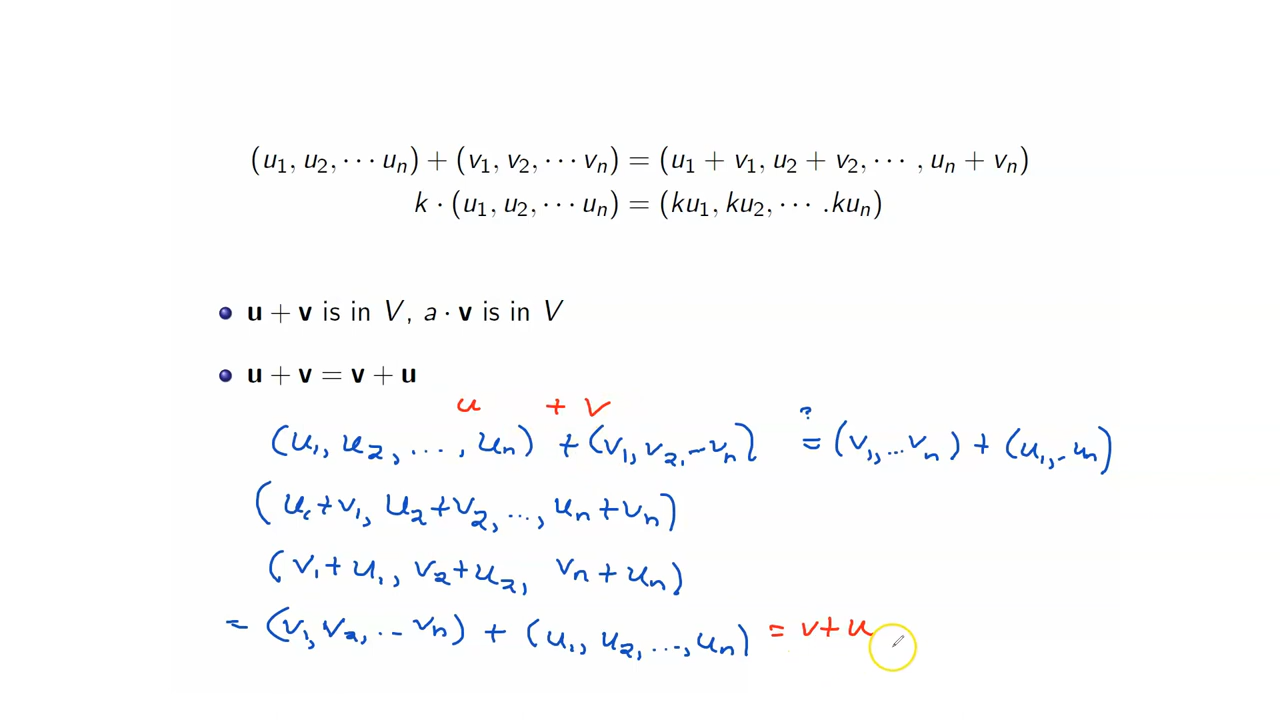 (u₁, u₂, ⋯ uₙ) + (v₁, v₂, ⋯ vₙ) = (u₁ + v₁, u₂ + v₂, ⋯ , uₙ + vₙ)
k · (u₁, u₂, ⋯ uₙ) = (ku₁, ku₂, ⋯ .kuₙ)
• u + v is in V, a · v is in V
• u + v = v + u
u + v
(u₁, u₂, ..., uₙ) + (v₁, v₂, -- vₙ) ?= (v₁, ... vₙ) + (u₁, -- uₙ)
(u₁+v₁, u₂+v₂, ..., uₙ+vₙ)
(v₁+u₁, v₂+u₂, vₙ+uₙ)
= (v₁, v₂, ... vₙ) + (u₁, u₂, ..., uₙ) = v+u